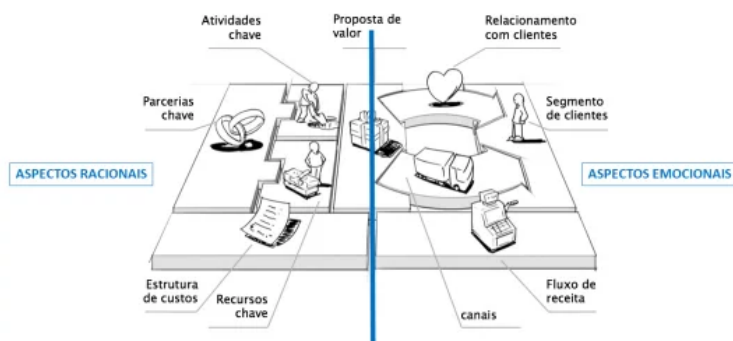 Atividades
chave
Proposta de
valor
Relacionamento
com clientes
Parcerias
chave
Segmento
de clientes
ASPECTOS RACIONAIS
ASPECTOS EMOCIONAIS
Estrutura
de custos
Recursos
chave
canais
Fluxo de
receita